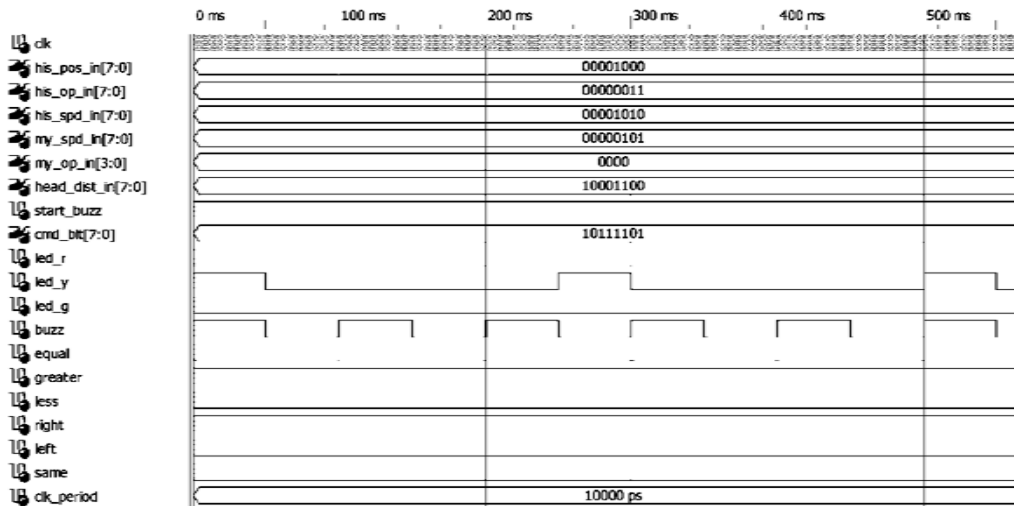 0 ms 100 ms 200 ms 300 ms 400 ms 500 ms
clk
his_pos_in[7:0] 00001000
his_op_in[7:0] 00000011
his_spd_in[7:0] 00001010
my_spd_in[7:0] 00000101
my_op_in[3:0] 0000
head_dist_in[7:0] 10001100
start_buzz
cmd_blt[7:0] 10111101
led_r
led_y
led_g
buzz
equal
greater
less
right
left
same
clk_period 10000 ps